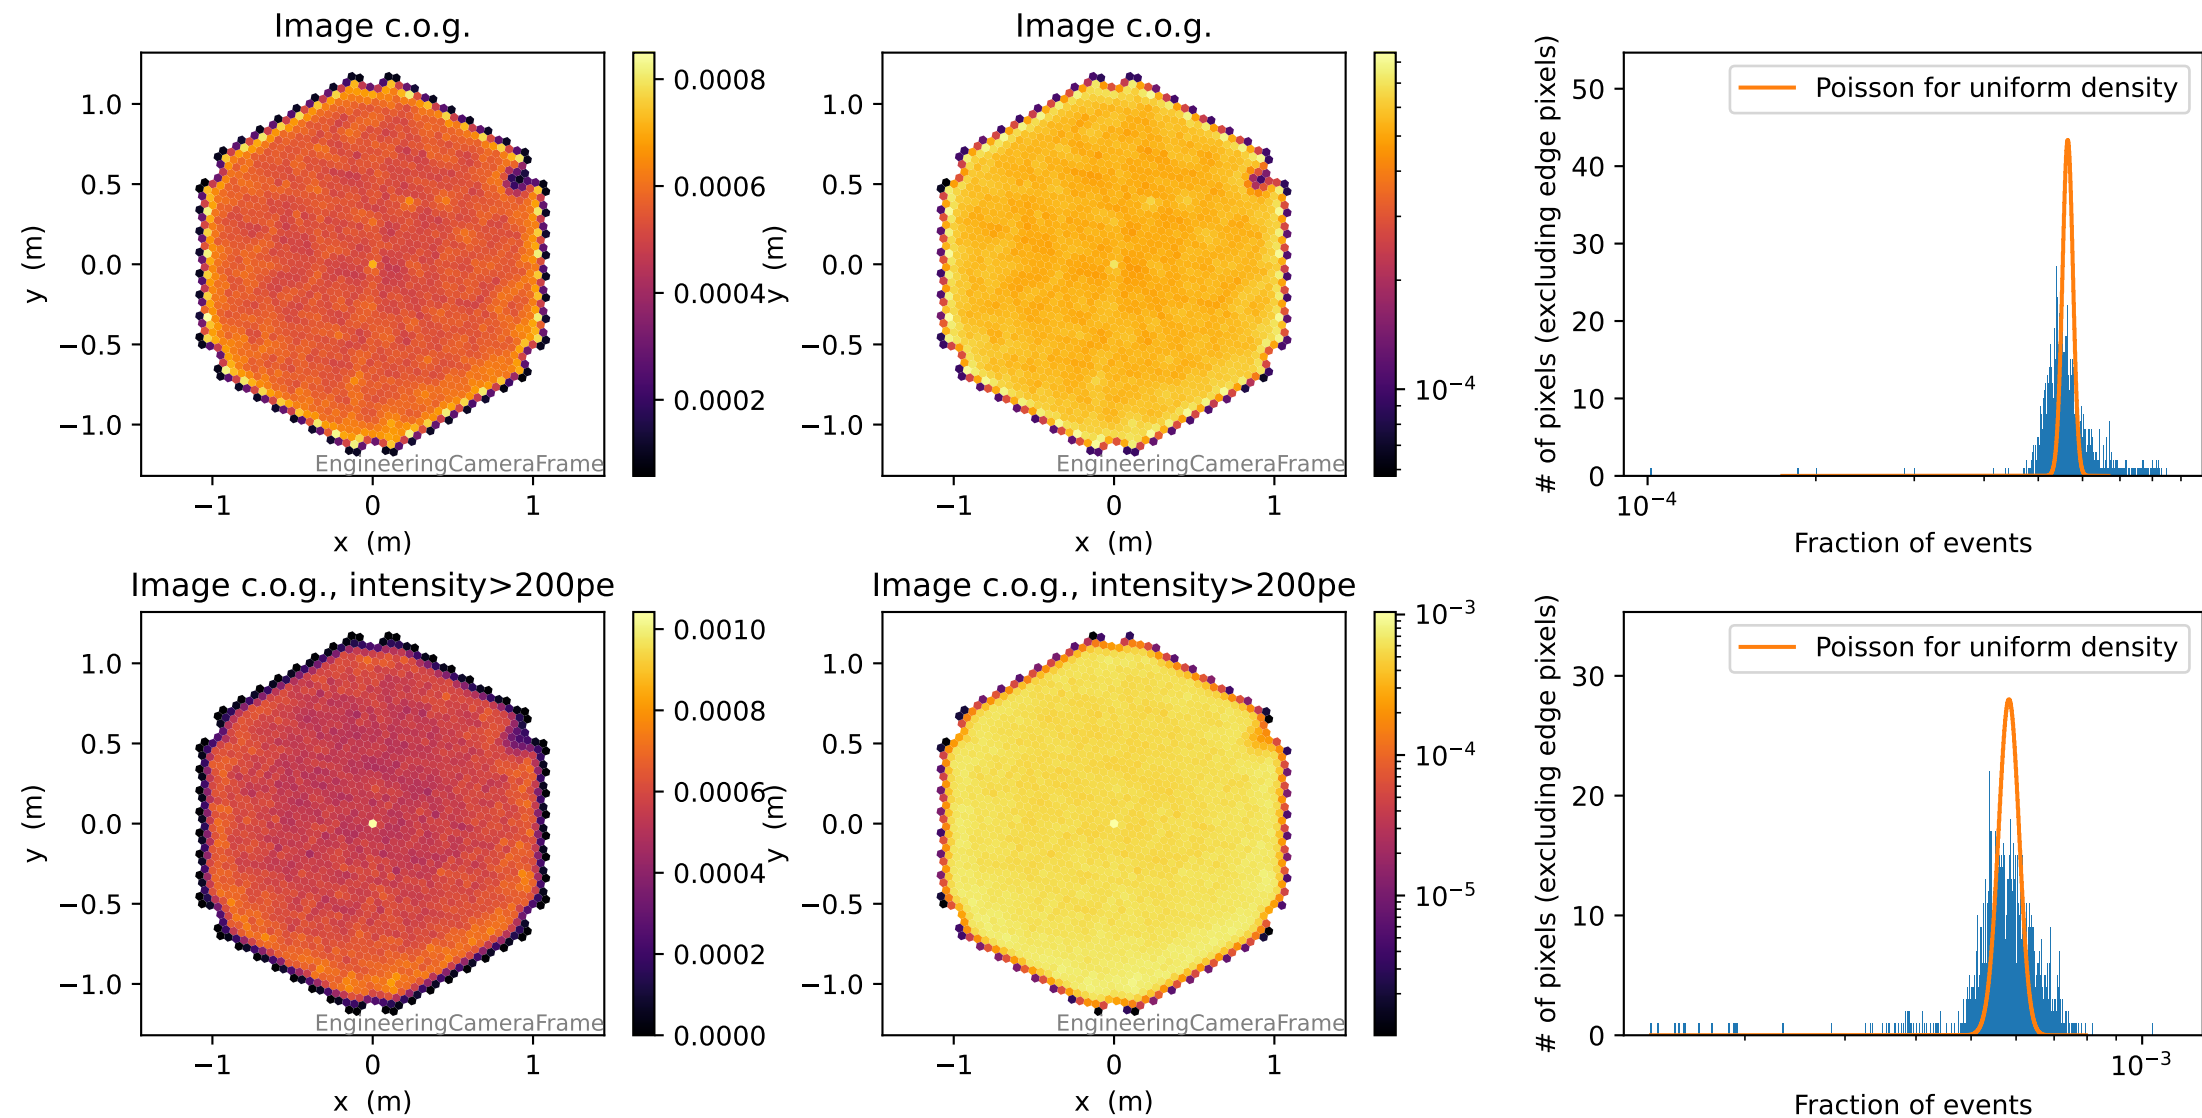 Image c.o.g.
1.0
0.5
0.0
−0.5
−1.0
y (m)
−1 0 1
x (m)
EngineeringCameraFrame
0.0008
0.0006
0.0004
0.0002
Image c.o.g.
1.0
0.5
0.0
−0.5
−1.0
y (m)
−1 0 1
x (m)
EngineeringCameraFrame
10−4
Poisson for uniform density
50
40
30
20
10
0
# of pixels (excluding edge pixels)
10−4
Fraction of events
Image c.o.g., intensity>200pe
1.0
0.5
0.0
−0.5
−1.0
y (m)
−1 0 1
x (m)
EngineeringCameraFrame
0.0010
0.0008
0.0006
0.0004
0.0002
0.0000
Image c.o.g., intensity>200pe
1.0
0.5
0.0
−0.5
−1.0
y (m)
−1 0 1
x (m)
EngineeringCameraFrame
10−3
10−4
10−5
Poisson for uniform density
30
20
10
0
# of pixels (excluding edge pixels)
10−3
Fraction of events